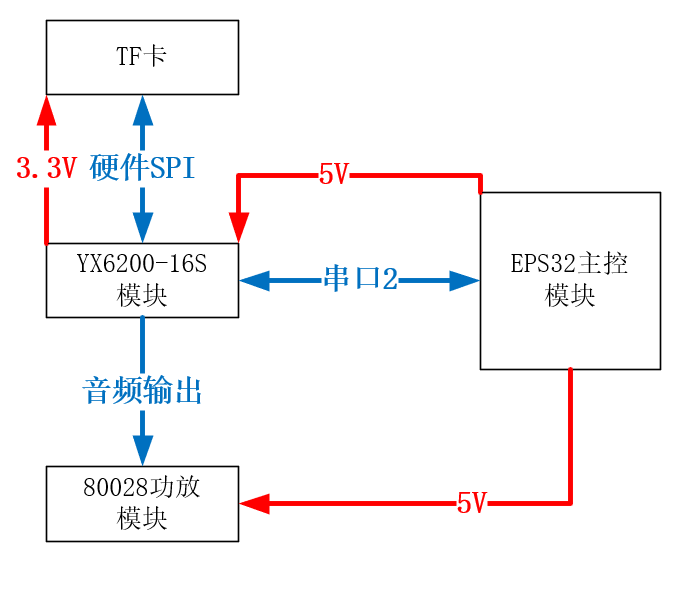 TF卡
3.3V
硬件SPI
5V
YX6200-16S
模块
串口2
EPS32主控
模块
音频输出
80028功放
模块
5V